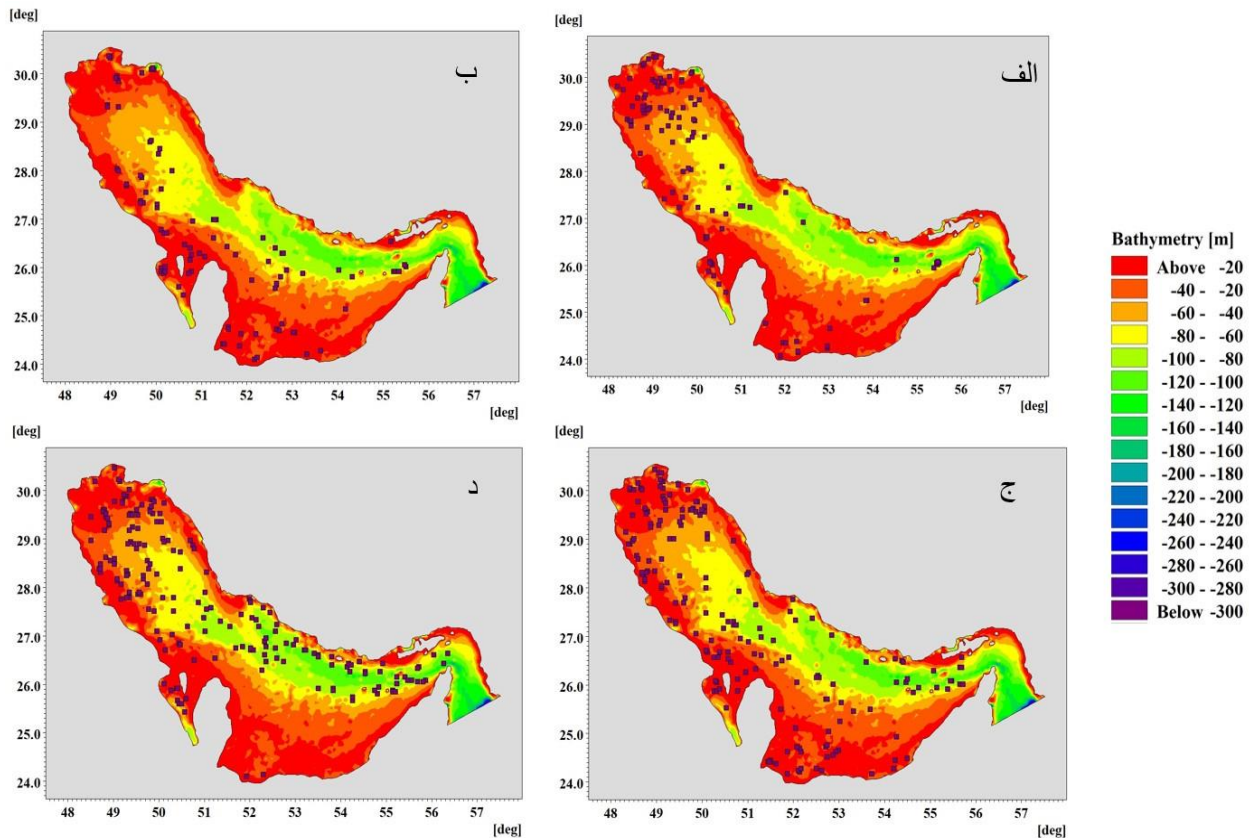 [deg]
ب
30.0
29.0
28.0
27.0
26.0
25.0
24.0
48 49 50 51 52 53 54 55 56 57
[deg]
[deg]
الف
30.0
29.0
28.0
27.0
26.0
25.0
24.0
48 49 50 51 52 53 54 55 56 57
[deg]
[deg]
د
30.0
29.0
28.0
27.0
26.0
25.0
24.0
48 49 50 51 52 53 54 55 56 57
[deg]
[deg]
ج
30.0
29.0
28.0
27.0
26.0
25.0
24.0
48 49 50 51 52 53 54 55 56 57
[deg]
Bathymetry [m]
Above -20
-40 - -20
-60 - -40
-80 - -60
-100 - -80
-120 - -100
-140 - -120
-160 - -140
-180 - -160
-200 - -180
-220 - -200
-240 - -220
-260 - -240
-280 - -260
-300 - -280
Below -300